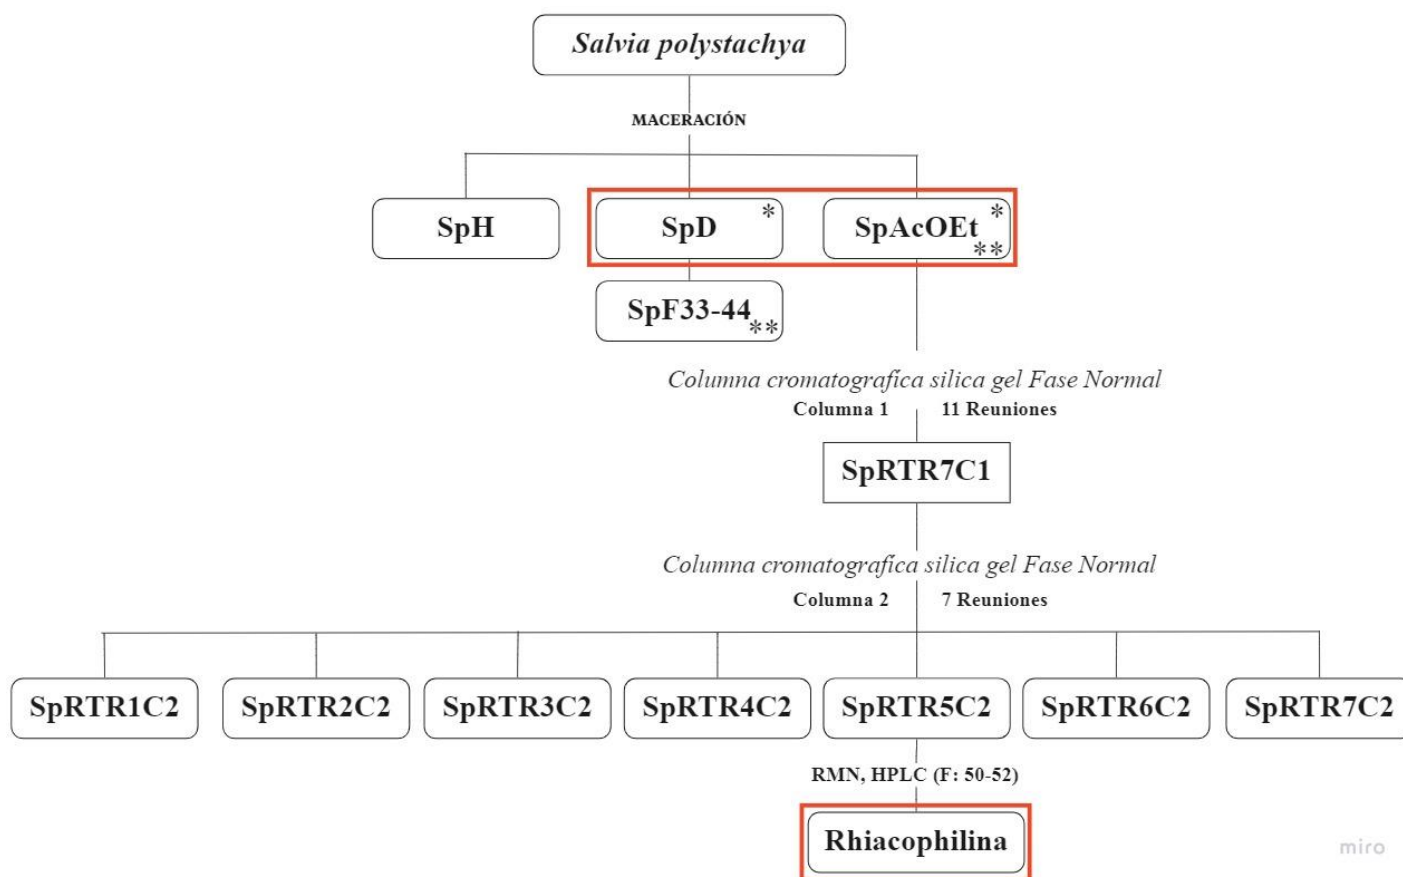 Salvia polystachya
MACERACIÓN
SpH
SpD *
SpAcOEt *
**
SpF33-44
**
Columna cromatografíca silica gel Fase Normal
Columna 1 11 Reuniones
SpRTR7C1
Columna cromatografíca silica gel Fase Normal
Columna 2 7 Reuniones
SpRTR1C2
SpRTR2C2
SpRTR3C2
SpRTR4C2
SpRTR5C2
SpRTR6C2
SpRTR7C2
RMN, HPLC (F: 50-52)
Rhiacophilina
miro